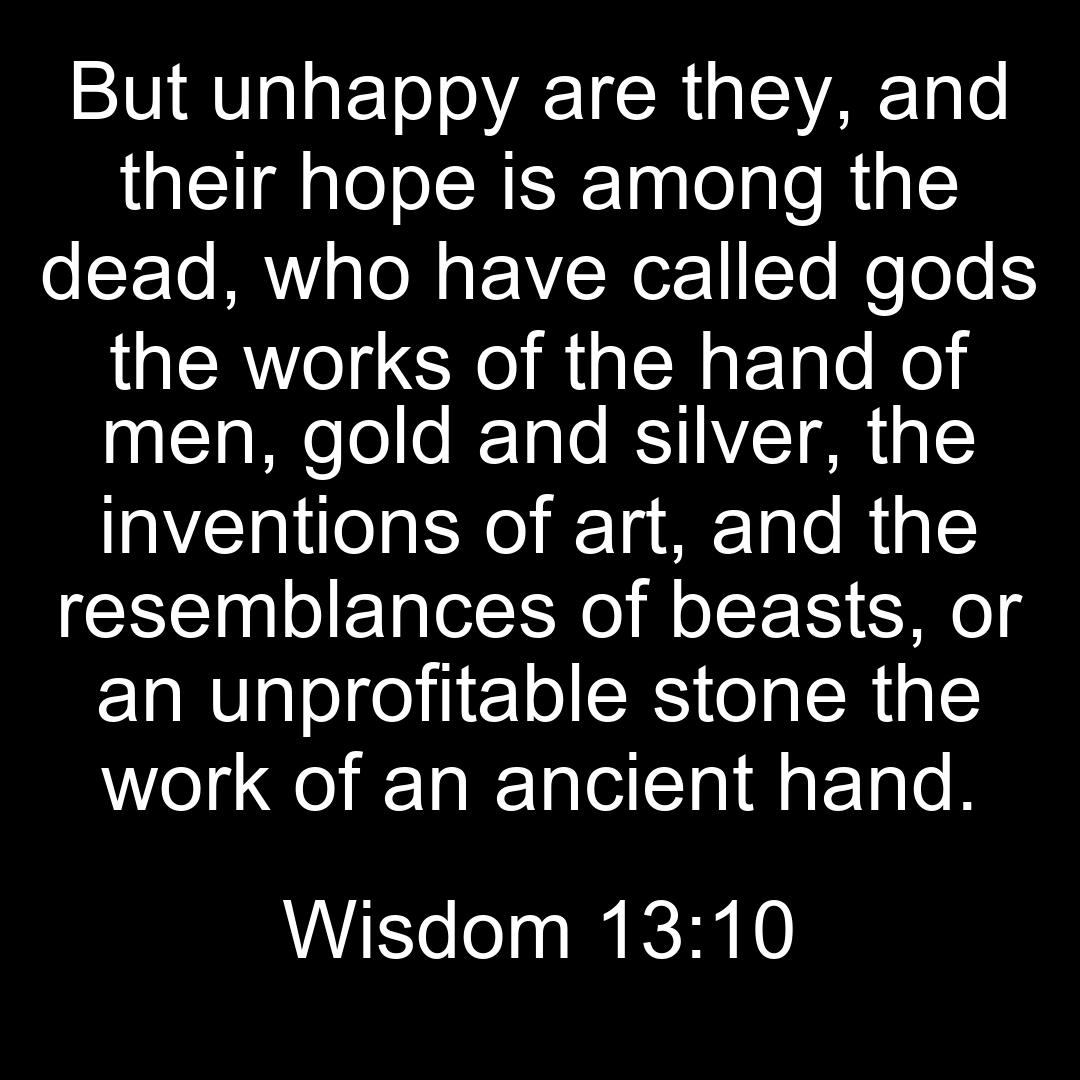 But unhappy are they, and
their hope is among the
dead, who have called gods
the works of the hand of
men, gold and silver, the
inventions of art, and the
resemblances of beasts, or
an unprofitable stone the
work of an ancient hand.
Wisdom 13:10